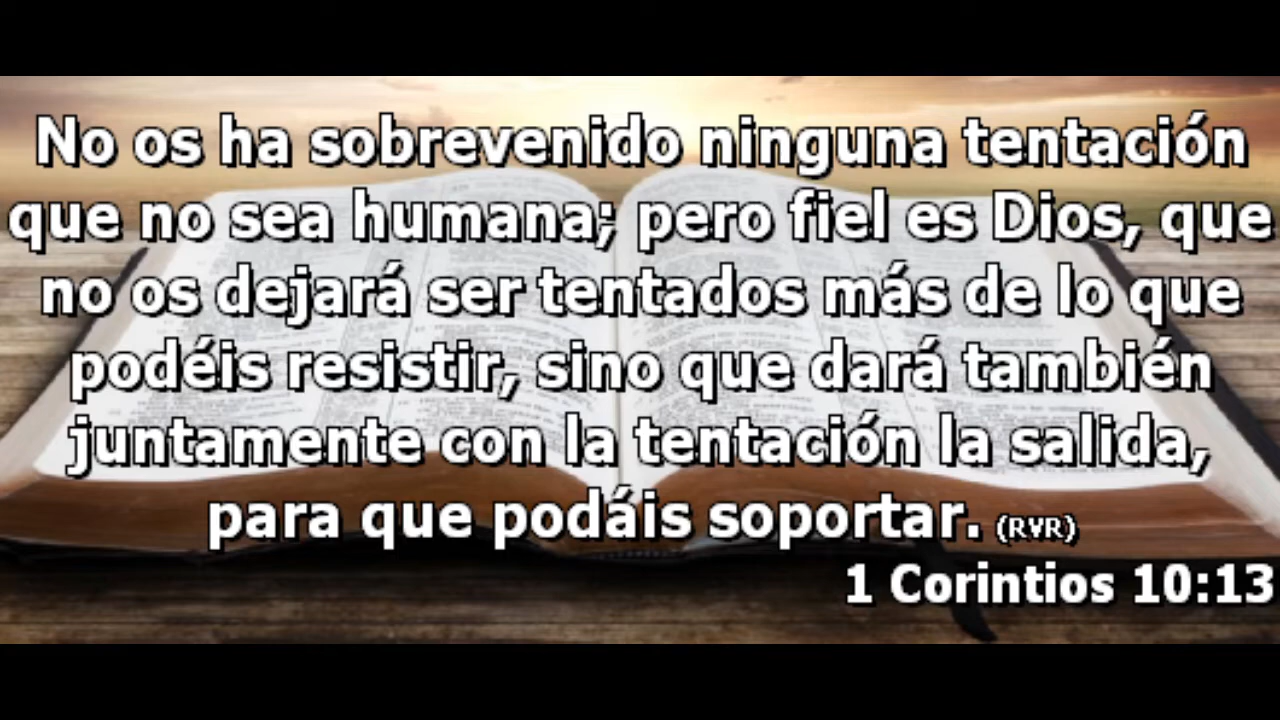 No os ha sobrevenido ninguna tentación
que no sea humana; pero fiel es Dios, que
no os dejará ser tentados más de lo que
podéis resistir, sino que dará también
juntamente con la tentación la salida,
para que podáis soportar. (RVR)
1 Corintios 10:13